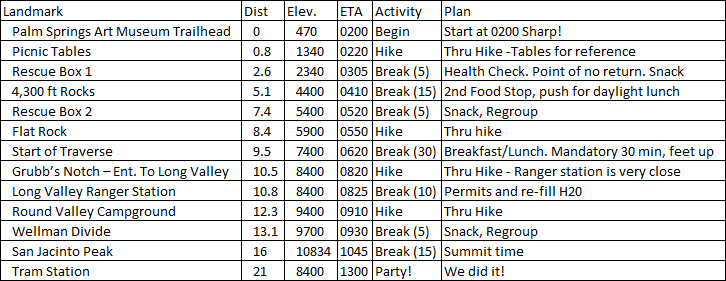 Landmark Dist Elev. ETA Activity Plan
Palm Springs Art Museum Trailhead 0 470 0200 Begin Start at 0200 Sharp!
Picnic Tables 0.8 1340 0220 Hike Thru Hike -Tables for reference
Rescue Box 1 2.6 2340 0305 Break (5) Health Check. Point of no return. Snack
4,300 ft Rocks 5.1 4400 0410 Break (15) 2nd Food Stop, push for daylight lunch
Rescue Box 2 7.4 5400 0520 Break (5) Snack, Regroup
Flat Rock 8.4 5900 0550 Hike Thru hike
Start of Traverse 9.5 7400 0620 Break (30) Breakfast/Lunch. Mandatory 30 min, feet up
Grubb's Notch – Ent. To Long Valley 10.5 8400 0820 Hike Thru Hike - Ranger station is very close
Long Valley Ranger Station 10.8 8400 0825 Break (10) Permits and re-fill H20
Round Valley Campground 12.3 9400 0910 Hike Thru Hike
Wellman Divide 13.1 9700 0930 Break (5) Snack, Regroup
San Jacinto Peak 16 10834 1045 Break (15) Summit time
Tram Station 21 8400 1300 Party! We did it!